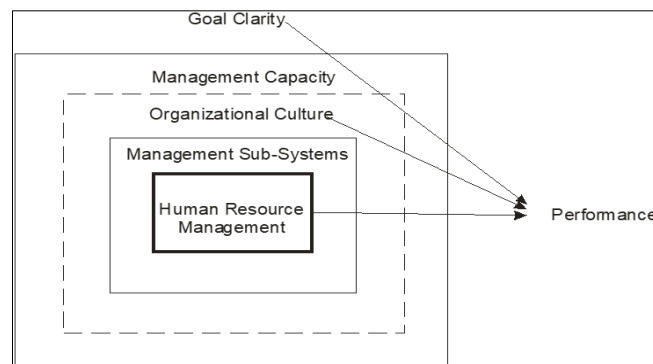 Goal Clarity
Management Capacity
Organizational Culture
Management Sub-Systems
Human Resource
Management
Performance